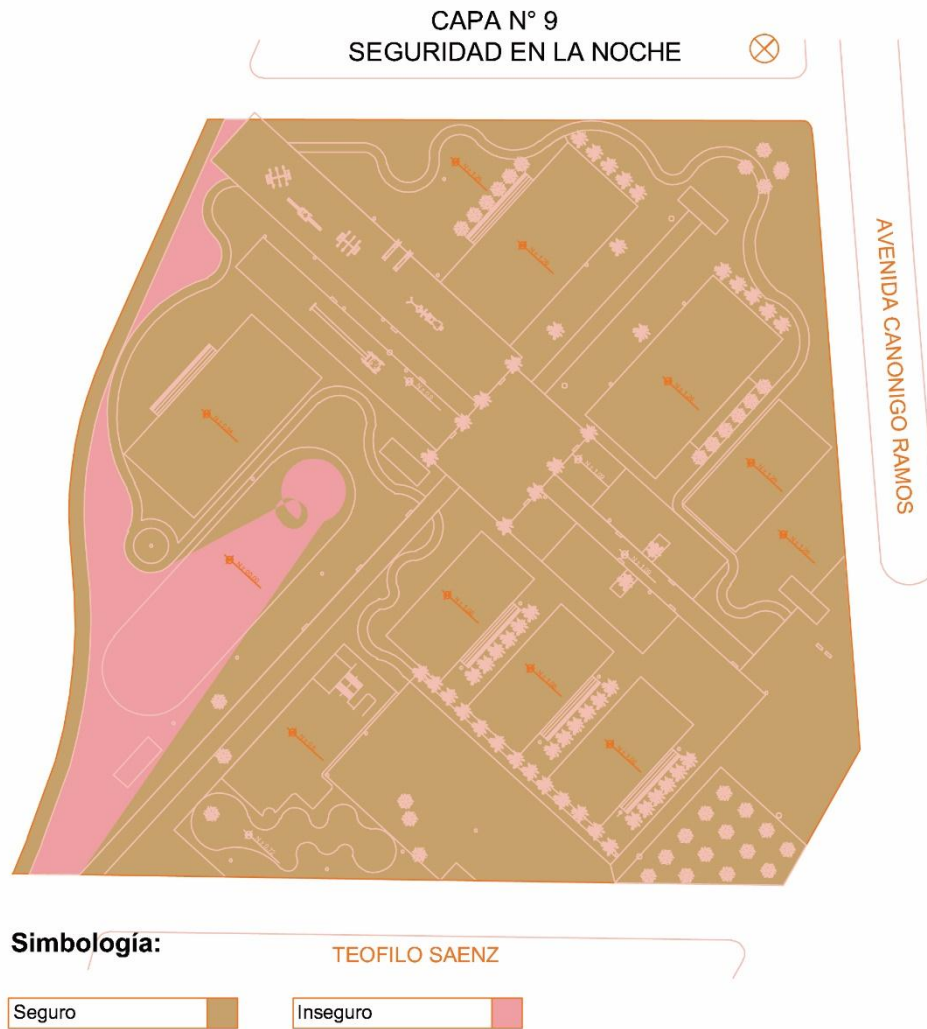 CAPA N° 9
SEGURIDAD EN LA NOCHE
AVENIDA CANONIGO RAMOS
Simbología:
TEOFILO SAENZ
Seguro
Inseguro